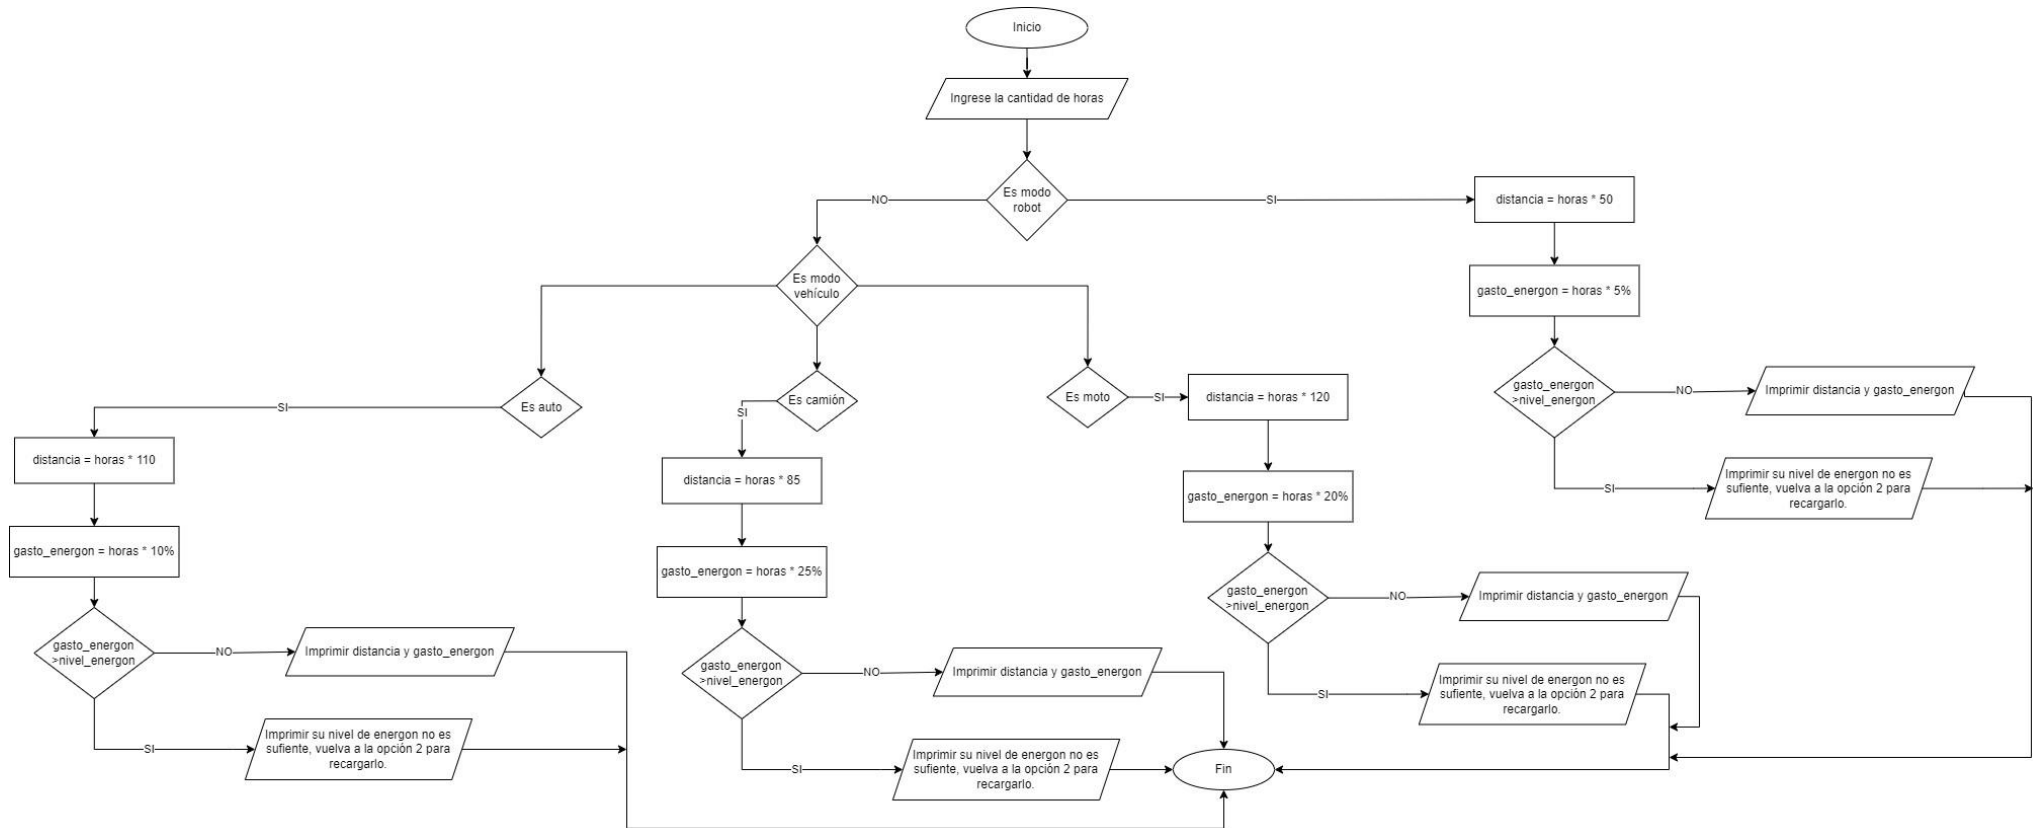 Inicio
Ingrese la cantidad de horas
Es modo
robot
NO
SI
distancia = horas * 50
gasto_energon = horas * 5%
gasto_energon
>nivel_energon
NO
Imprimir distancia y gasto_energon
SI
Imprimir su nivel de energon no es
sufiente, vuelva a la opción 2 para
recargarlo.
Es modo
vehículo
Es auto
SI
distancia = horas * 110
gasto_energon = horas * 10%
gasto_energon
>nivel_energon
NO
Imprimir distancia y gasto_energon
SI
Imprimir su nivel de energon no es
sufiente, vuelva a la opción 2 para
recargarlo.
Es camión
SI
distancia = horas * 85
gasto_energon = horas * 25%
gasto_energon
>nivel_energon
NO
Imprimir distancia y gasto_energon
SI
Imprimir su nivel de energon no es
sufiente, vuelva a la opción 2 para
recargarlo.
Es moto
SI
distancia = horas * 120
gasto_energon = horas * 20%
gasto_energon
>nivel_energon
NO
Imprimir distancia y gasto_energon
SI
Imprimir su nivel de energon no es
sufiente, vuelva a la opción 2 para
recargarlo.
Fin